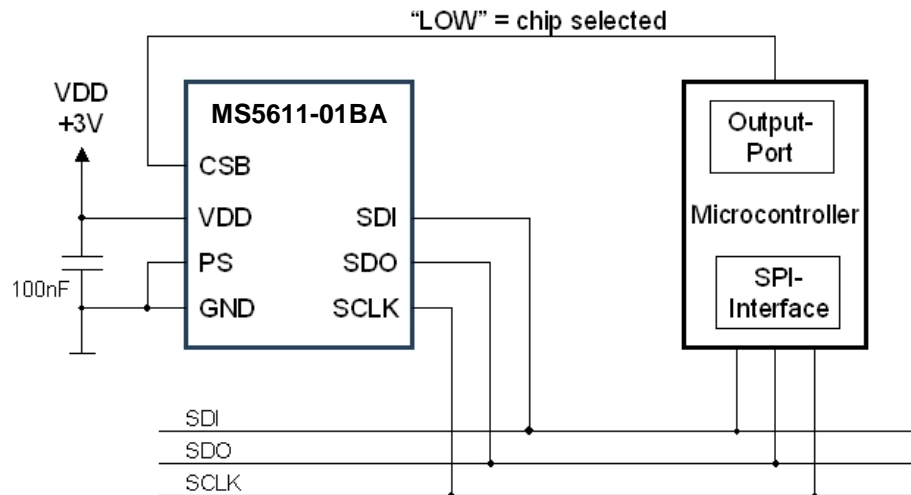 “LOW” = chip selected
VDD
+3V
MS5611-01BA
CSB
VDD
PS
GND
SDI
SDO
SCLK
100nF
Output-
Port
Microcontroller
SPI-
Interface
SDI
SDO
SCLK